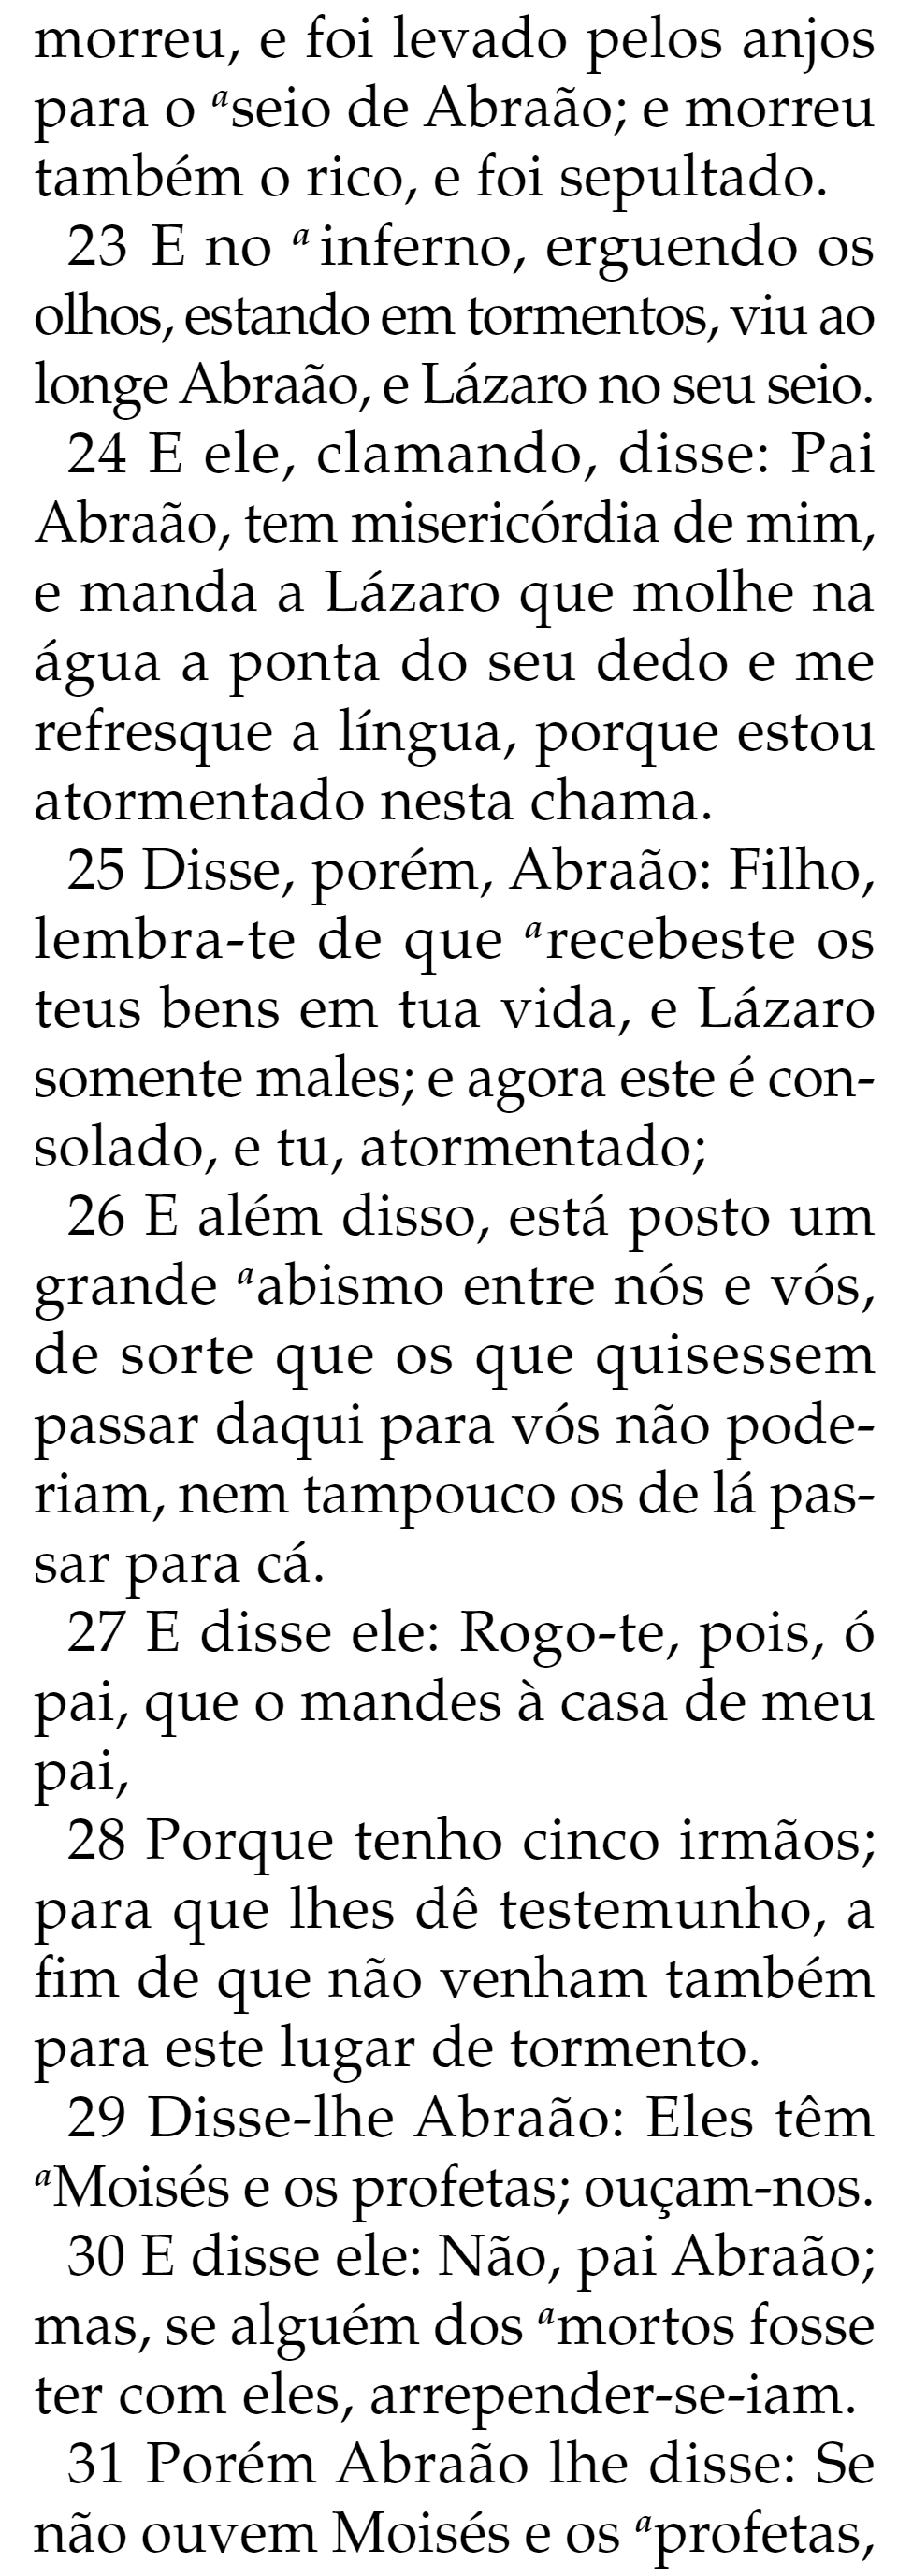 morreu, e foi levado pelos anjos
para o ᵃseio de Abraão; e morreu
também o rico, e foi sepultado.
23 E no ᵃinferno, erguendo os
olhos, estando em tormentos, viu ao
longe Abraão, e Lázaro no seu seio.
24 E ele, clamando, disse: Pai
Abraão, tem misericórdia de mim,
e manda a Lázaro que molhe na
água a ponta do seu dedo e me
refresque a língua, porque estou
atormentado nesta chama.
25 Disse, porém, Abraão: Filho,
lembra-te de que ᵃrecebeste os
teus bens em tua vida, e Lázaro
somente males; e agora este é con-
solado, e tu, atormentado;
26 E além disso, está posto um
grande ᵃabismo entre nós e vós,
de sorte que os que quisessem
passar daqui para vós não pode-
riam, nem tampouco os de lá pas-
sar para cá.
27 E disse ele: Rogo-te, pois, ó
pai, que o mandes à casa de meu
pai,
28 Porque tenho cinco irmãos;
para que lhes dê testemunho, a
fim de que não venham também
para este lugar de tormento.
29 Disse-lhe Abraão: Eles têm
ᵃMoisés e os profetas; ouçam-nos.
30 E disse ele: Não, pai Abraão;
mas, se alguém dos ᵃmortos fosse
ter com eles, arrepender-se-iam.
31 Porém Abraão lhe disse: Se
não ouvem Moisés e os ᵃprofetas,